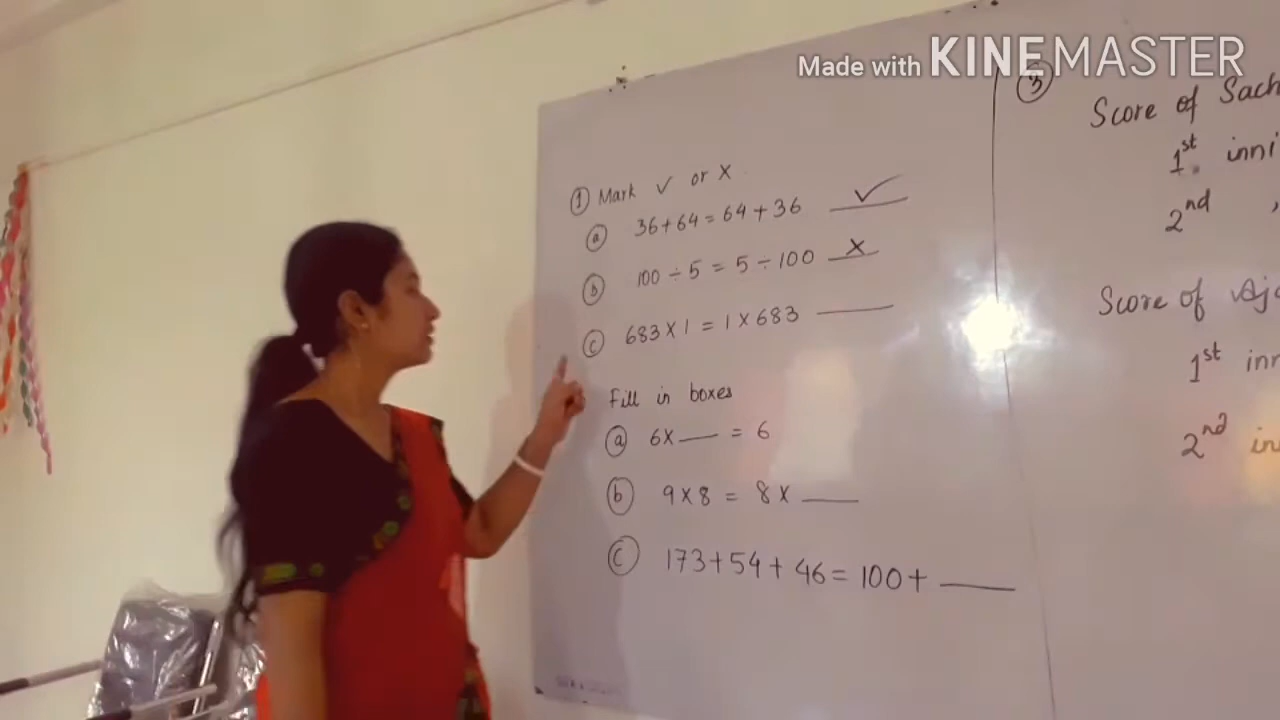 Made with KINEMASTER
① Mark ✓ or X
ⓐ 36+64 = 64+36 ✓
ⓑ 100 ÷ 5 = 5 ÷ 100 X
ⓒ 683 X 1 = 1 X 683 ____
Fill in boxes
ⓐ 6X ____ = 6
ⓑ 9 X 8 = 8 X ____
ⓒ 173+54+46 = 100+ ____
③
Score of Sach
1st inni
2nd ,
Score of Aja
1st inn
2nd in